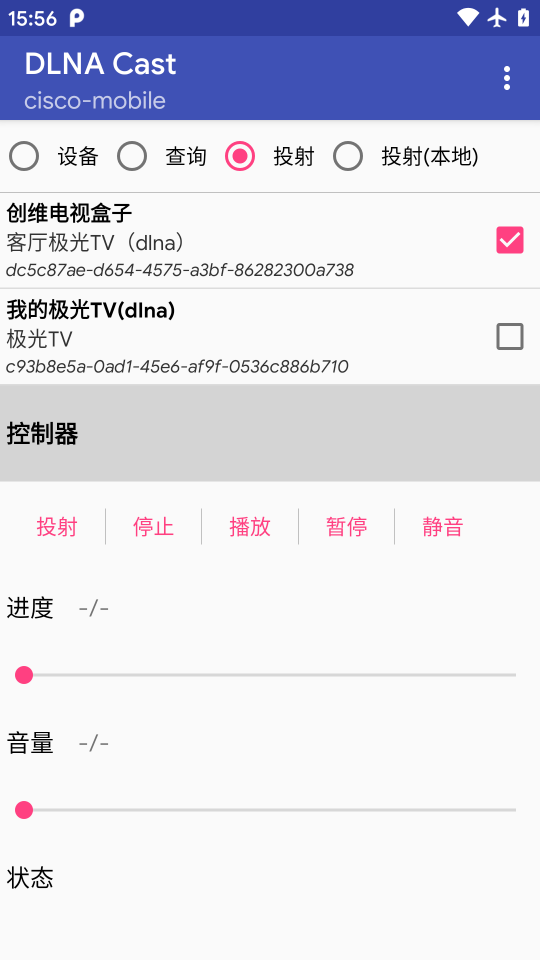 15:56
DLNA Cast
cisco-mobile
设备 查询 投射 投射(本地)
创维电视盒子
客厅极光TV（dlna）
dc5c87ae-d654-4575-a3bf-86282300a738
我的极光TV(dlna)
极光TV
c93b8e5a-0ad1-45e6-af9f-0536c886b710
控制器
投射 停止 播放 暂停 静音
进度 -/-
音量 -/-
状态